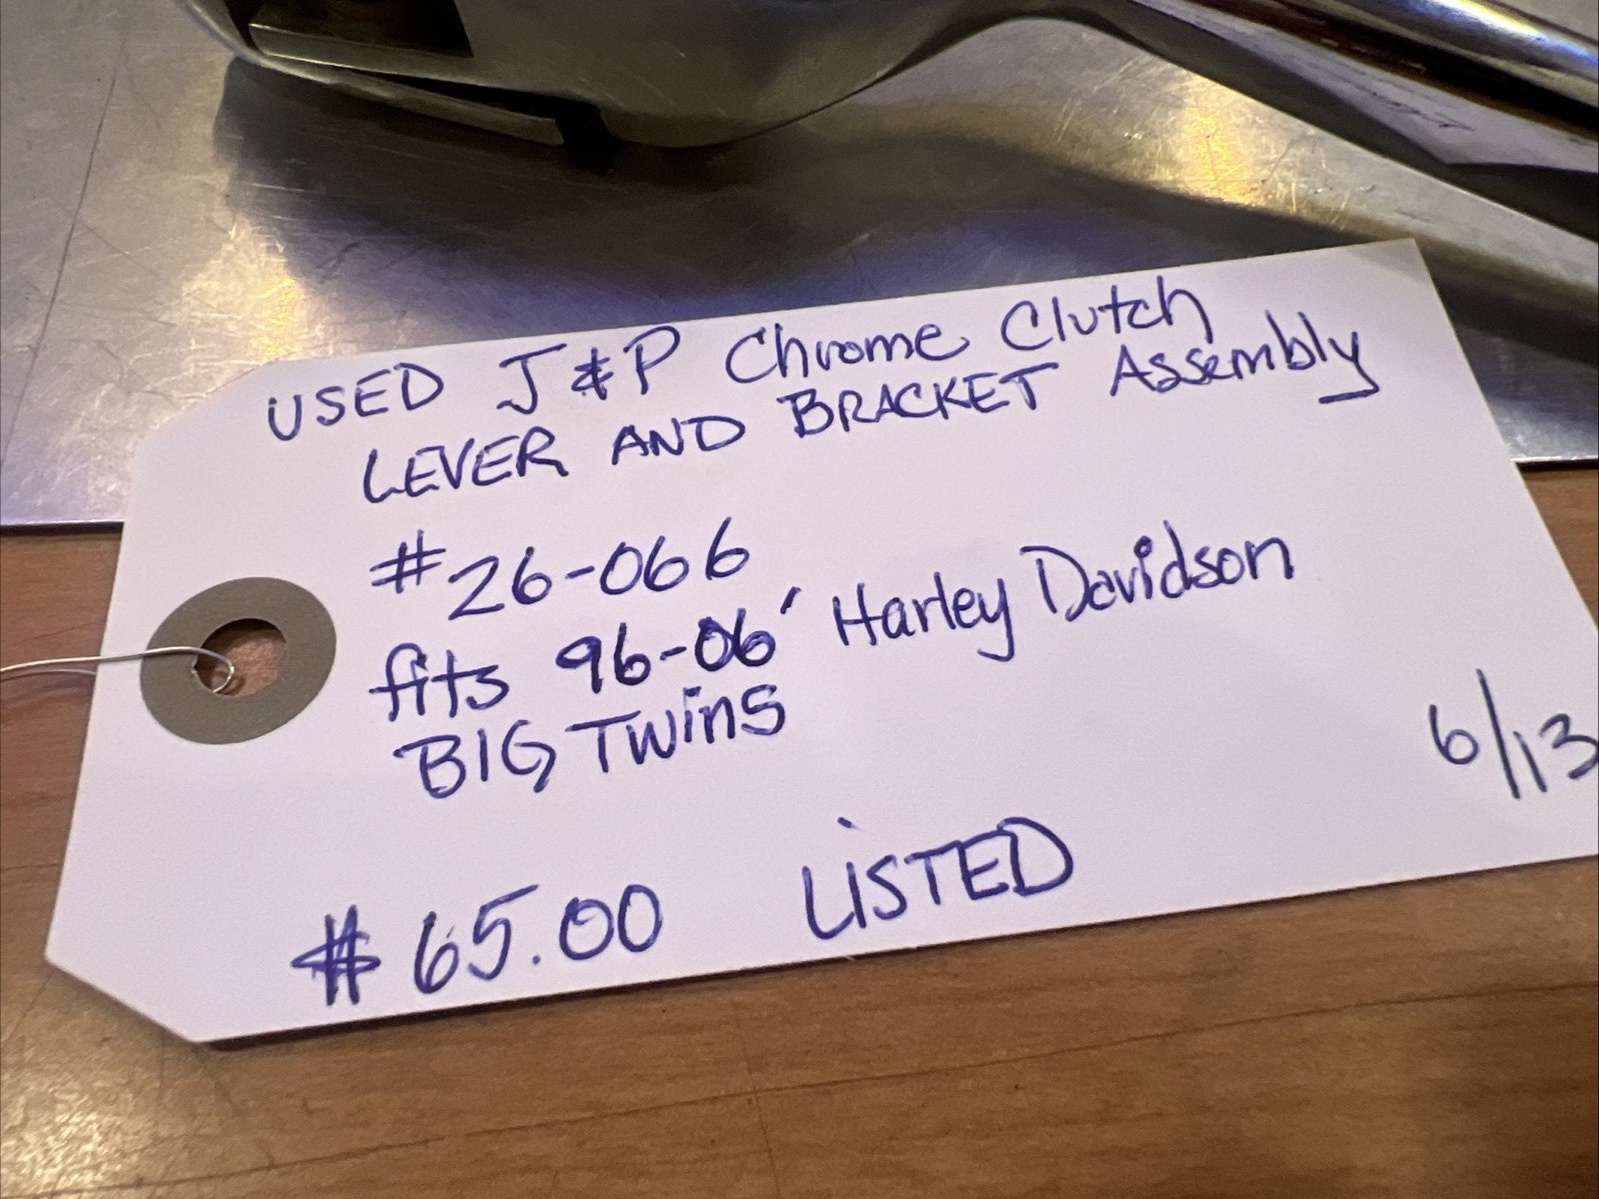 USED J&P Chrome Clutch
LEVER AND BRACKET Assembly
#26-066
fits 96-06' Harley Davidson
BIG TWins
6/13
$65.00 LiSTED